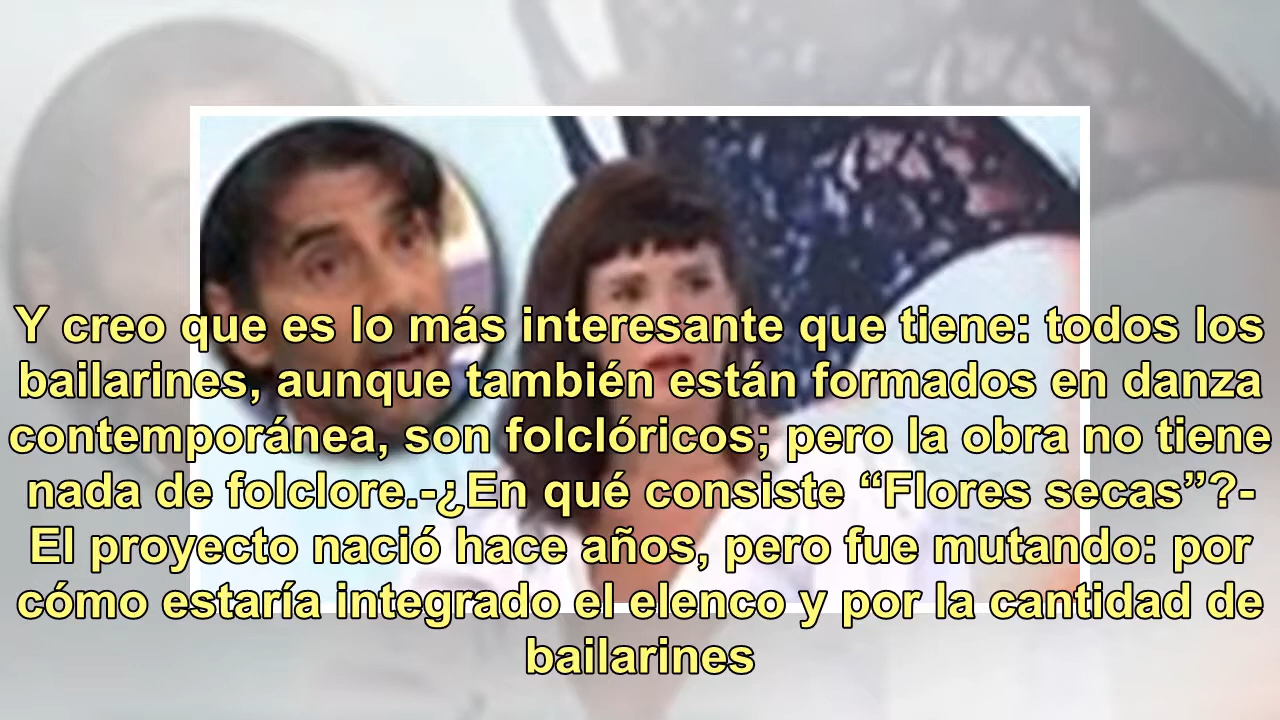 Y creo que es lo más interesante que tiene: todos los
bailarines, aunque también están formados en danza
contemporánea, son folclóricos; pero la obra no tiene
nada de folclore.-¿En qué consiste “Flores secas”?-
El proyecto nació hace años, pero fue mutando: por
cómo estaría integrado el elenco y por la cantidad de
bailarines